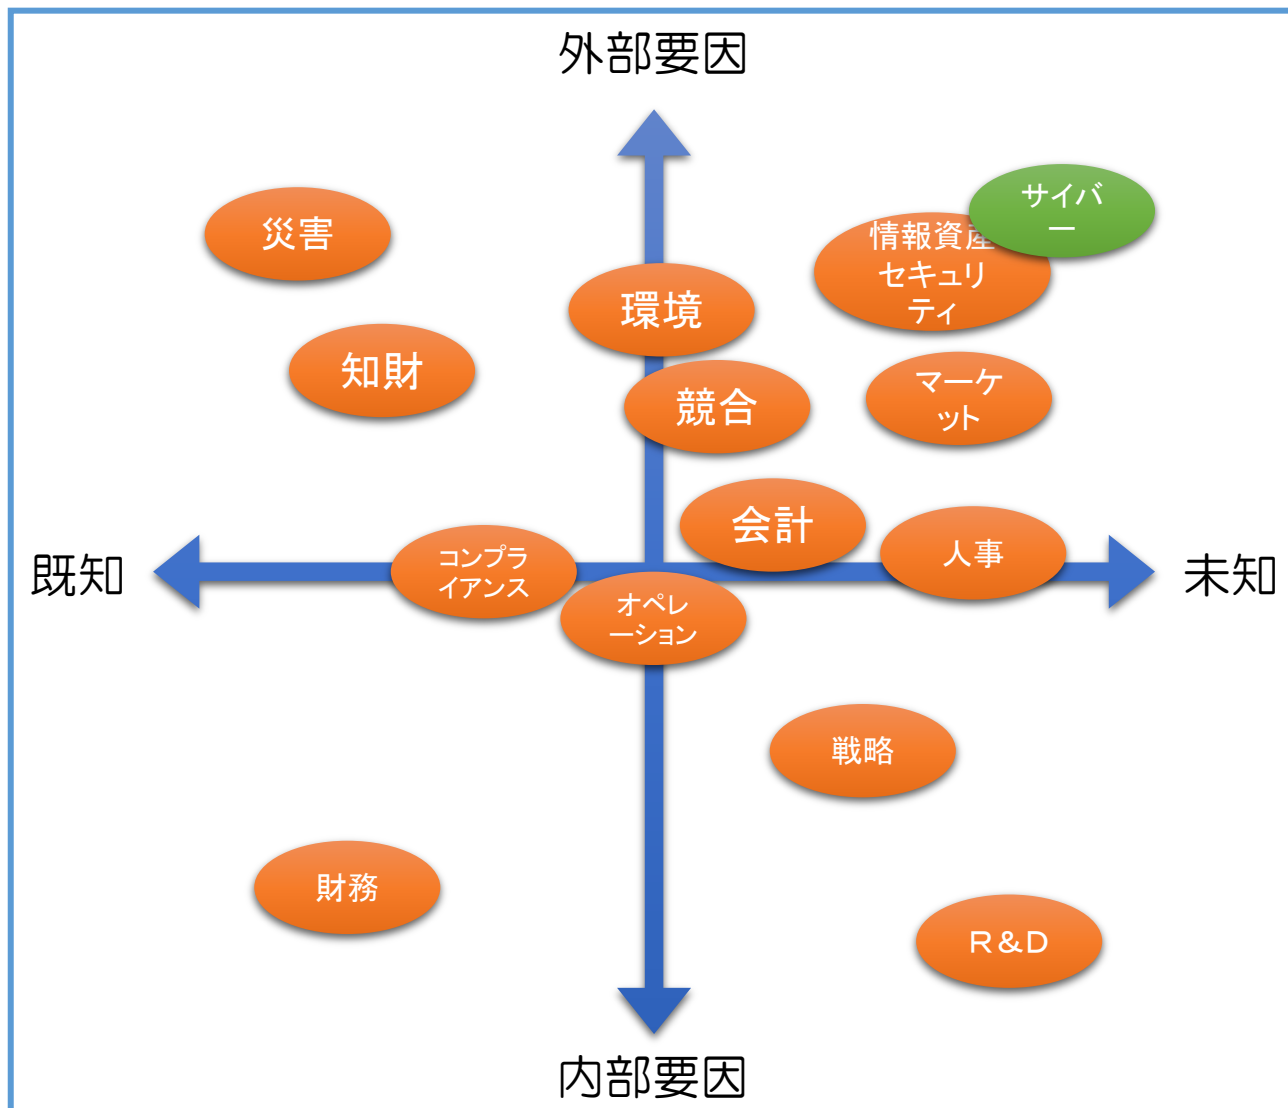 外部要因
サイバ
ー
災害
情報資産
セキュリ
ティ
環境
知財
マーケ
ット
競合
会計
人事
既知
コンプラ
イアンス
未知
オペレ
ーション
戦略
財務
R&D
内部要因